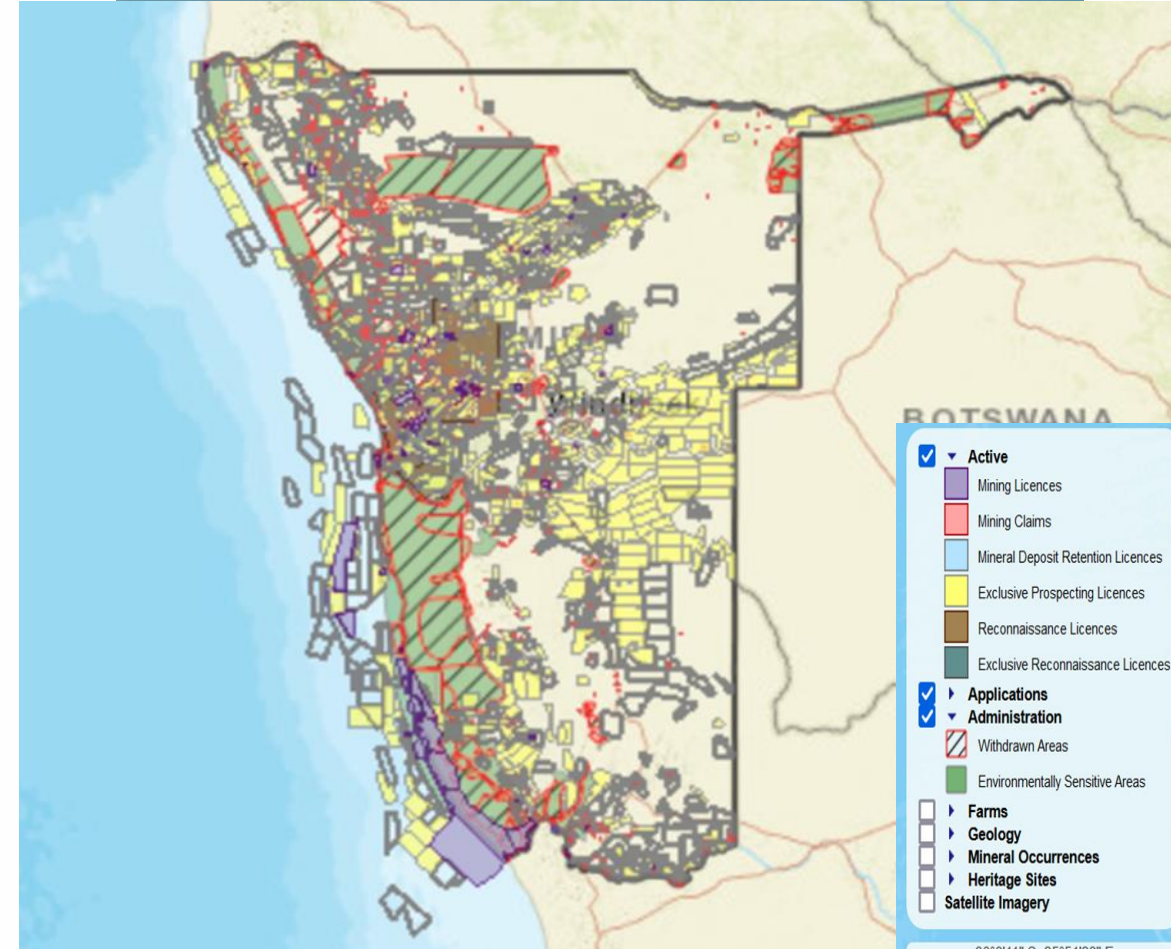 BOTSWANA
Active
Mining Licences
Mining Claims
Mineral Deposit Retention Licences
Exclusive Prospecting Licences
Reconnaissance Licences
Exclusive Reconnaissance Licences
Applications
Administration
Withdrawn Areas
Environmentally Sensitive Areas
Farms
Geology
Mineral Occurrences
Heritage Sites
Satellite Imagery